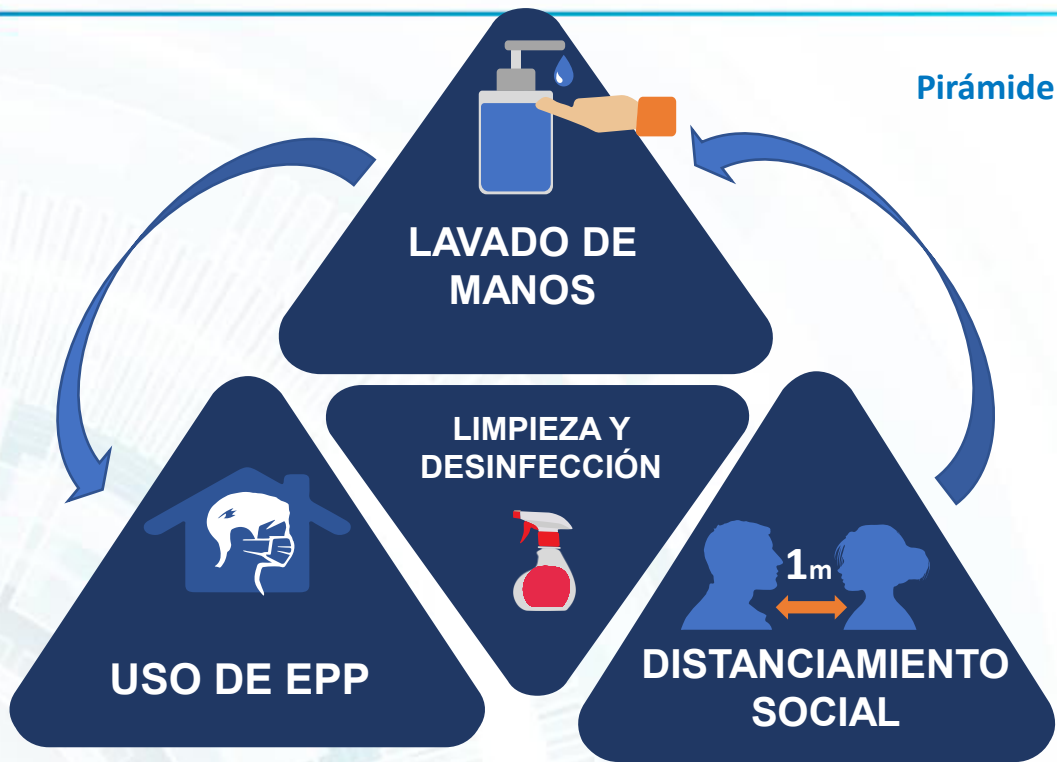 Pirámide
LAVADO DE
MANOS
LIMPIEZA Y
DESINFECCIÓN
USO DE EPP
1m
DISTANCIAMIENTO
SOCIAL